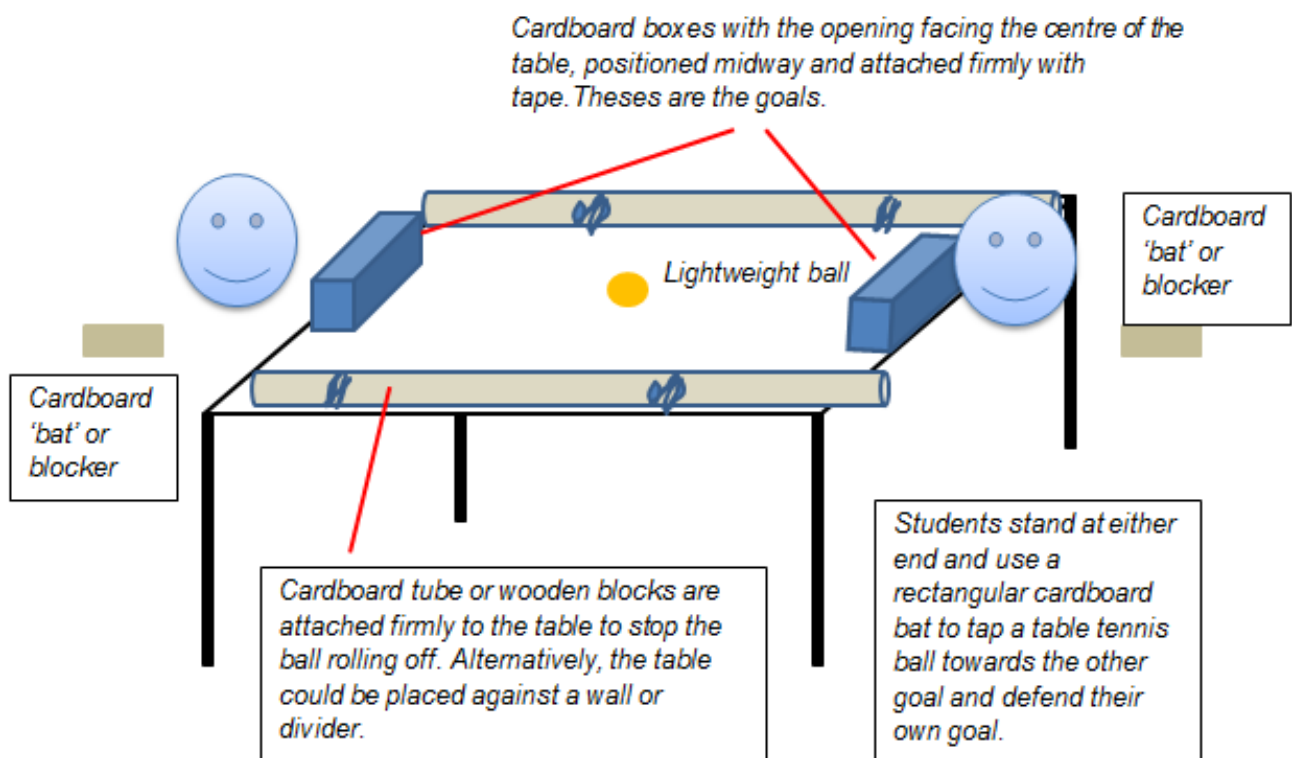 Cardboard boxes with the opening facing the centre of the
table, positioned midway and attached firmly with
tape. Theses are the goals.
Lightweight ball
Cardboard
‘bat’ or
blocker
Cardboard
‘bat’ or
blocker
Cardboard tube or wooden blocks are
attached firmly to the table to stop the
ball rolling off. Alternatively, the table
could be placed against a wall or
divider.
Students stand at either
end and use a
rectangular cardboard
bat to tap a table tennis
ball towards the other
goal and defend their
own goal.